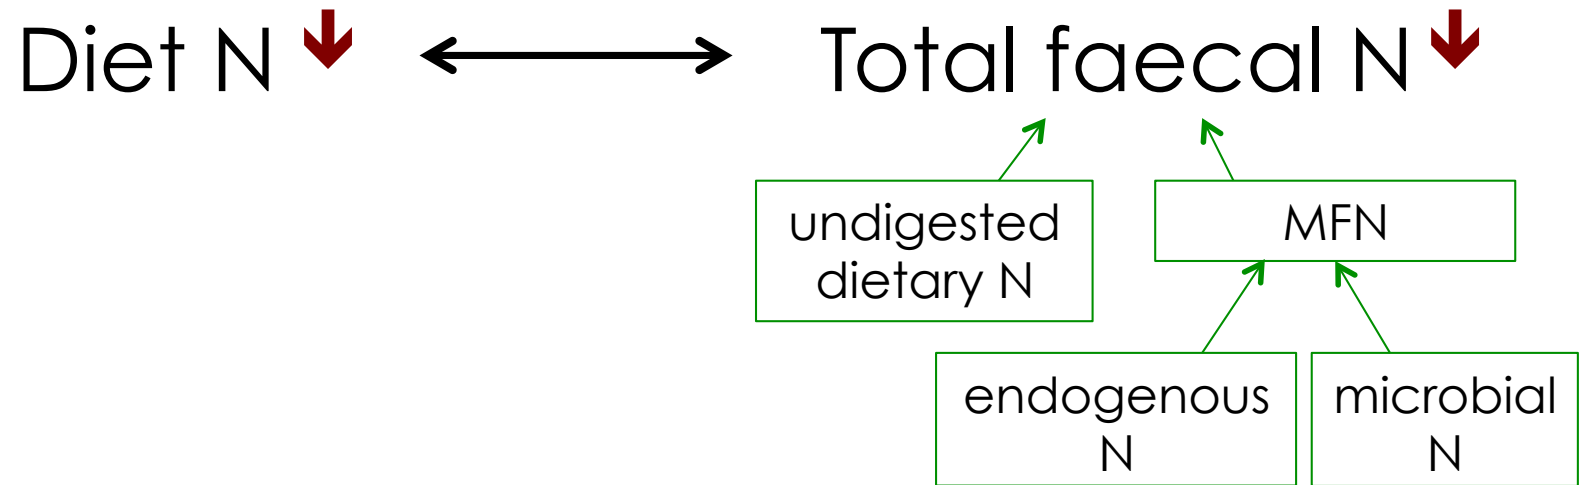 Diet N Total faecal N
undigested
dietary N
MFN
endogenous
N
microbial
N